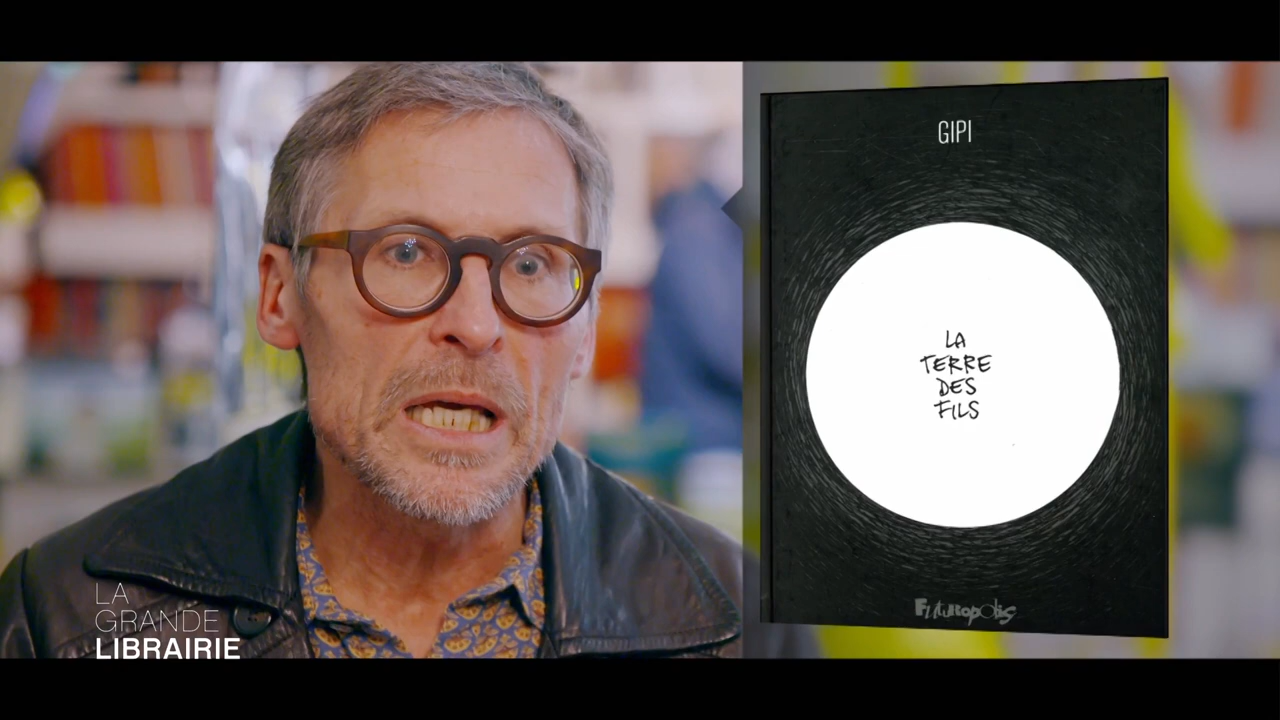 GIPI
LA
TERRE
DES
FILS
Futuropolis
LA
GRANDE
LIBRAIRIE